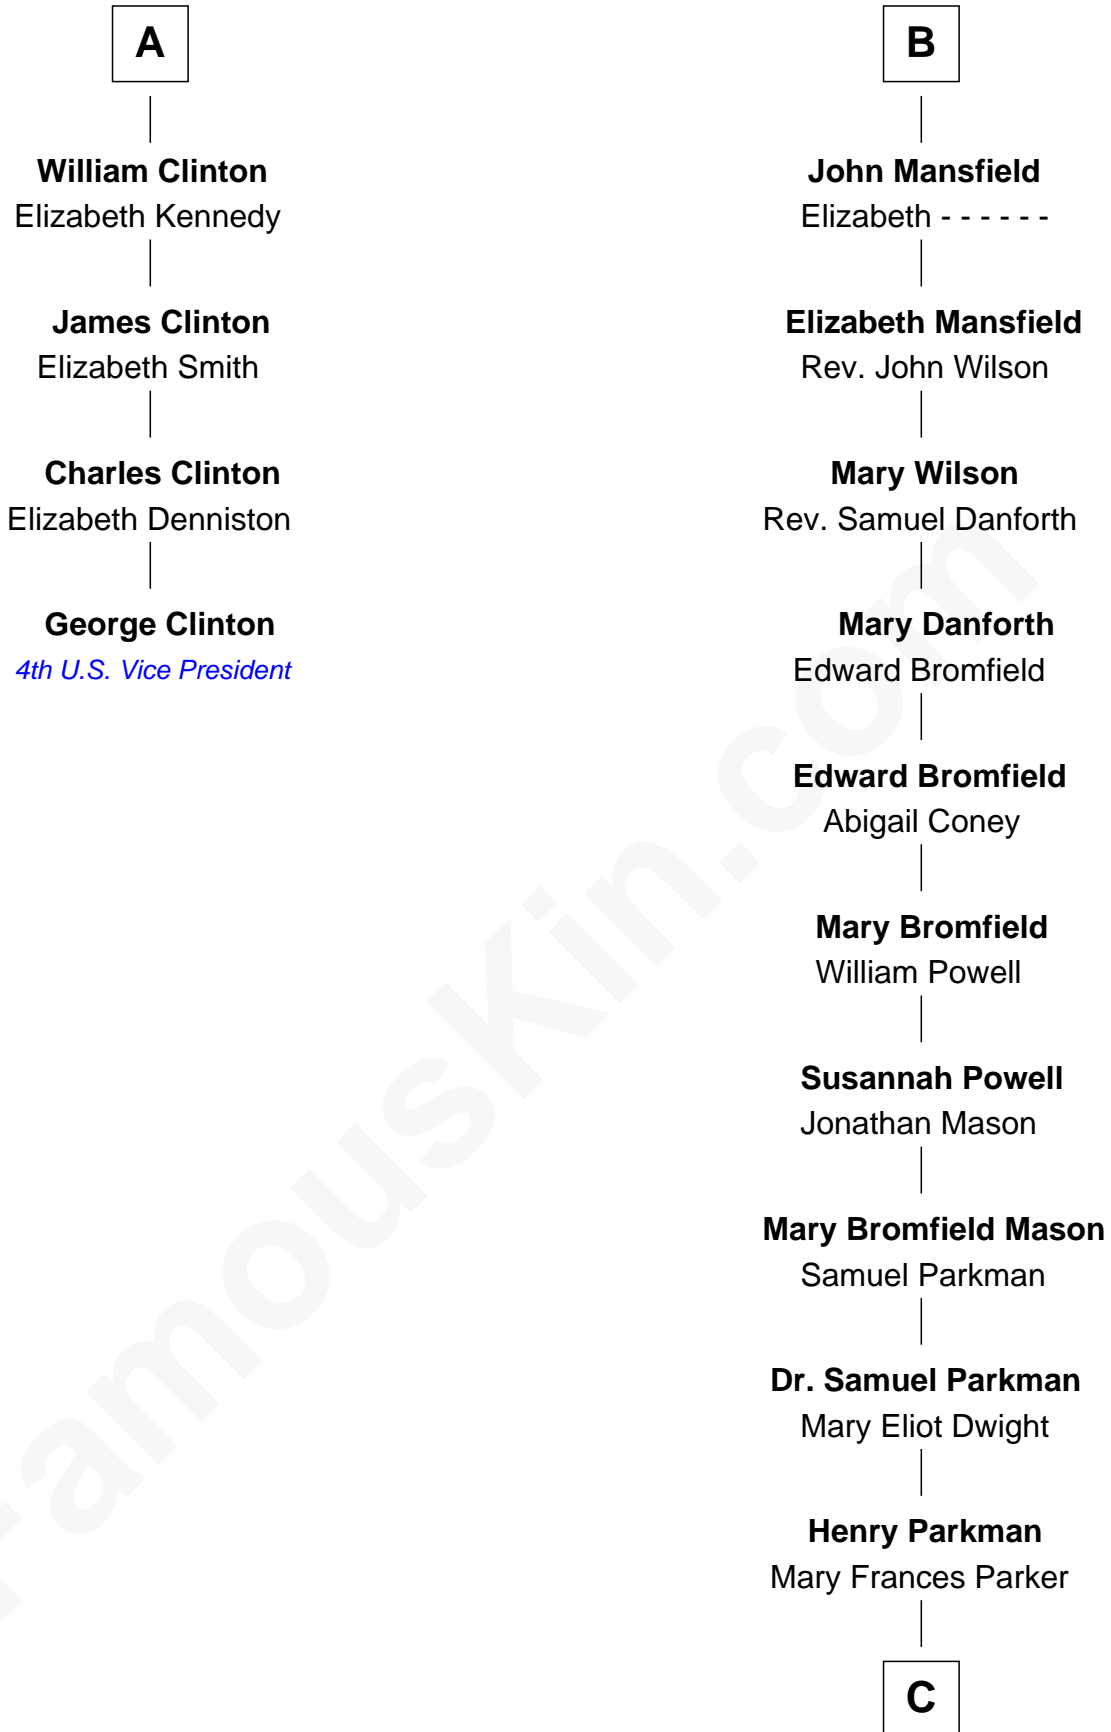 A
William Clinton
Elizabeth Kennedy
James Clinton
Elizabeth Smith
Charles Clinton
Elizabeth Denniston
George Clinton
4th U.S. Vice President
B
John Mansfield
Elizabeth - - - - - -
Elizabeth Mansfield
Rev. John Wilson
Mary Wilson
Rev. Samuel Danforth
Mary Danforth
Edward Bromfield
Edward Bromfield
Abigail Coney
Mary Bromfield
William Powell
Susannah Powell
Jonathan Mason
Mary Bromfield Mason
Samuel Parkman
Dr. Samuel Parkman
Mary Eliot Dwight
Henry Parkman
Mary Frances Parker
C
FamousKin.com